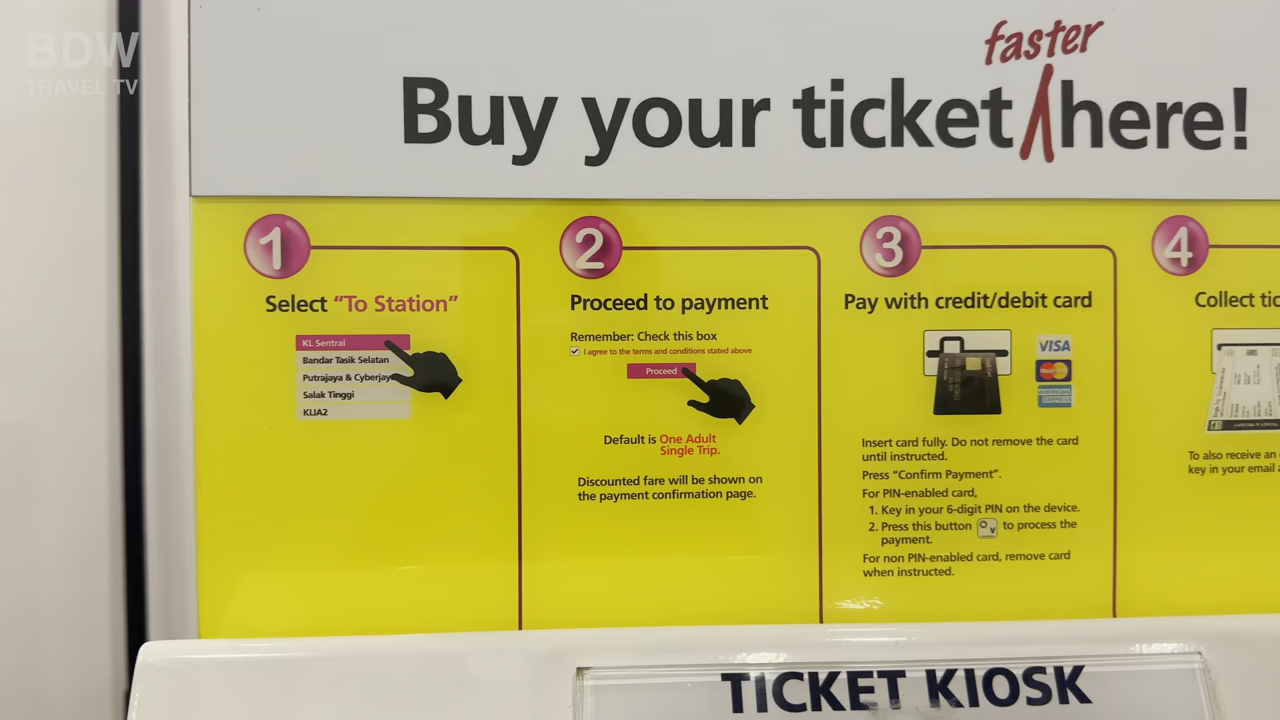 BDW
TRAVEL TV
faster
Buy your ticket here!
1
Select "To Station"
KL Sentral
Bandar Tasik Selatan
Putrajaya & Cyberjay
Salak Tinggi
KLIA2
2
Proceed to payment
Remember: Check this box
I agree to the terms and conditions stated above
Proceed
Default is One Adult
Single Trip.
Discounted fare will be shown on
the payment confirmation page.
3
Pay with credit/debit card
VISA
MasterCard
AMERICAN
EXPRESS
Insert card fully. Do not remove the card
until instructed.
Press "Confirm Payment".
For PIN-enabled card,
1. Key in your 6-digit PIN on the device.
2. Press this button to process the
payment.
For non PIN-enabled card, remove card
when instructed.
4
Collect tic
To also receive an
key in your email
TICKET KIOSK